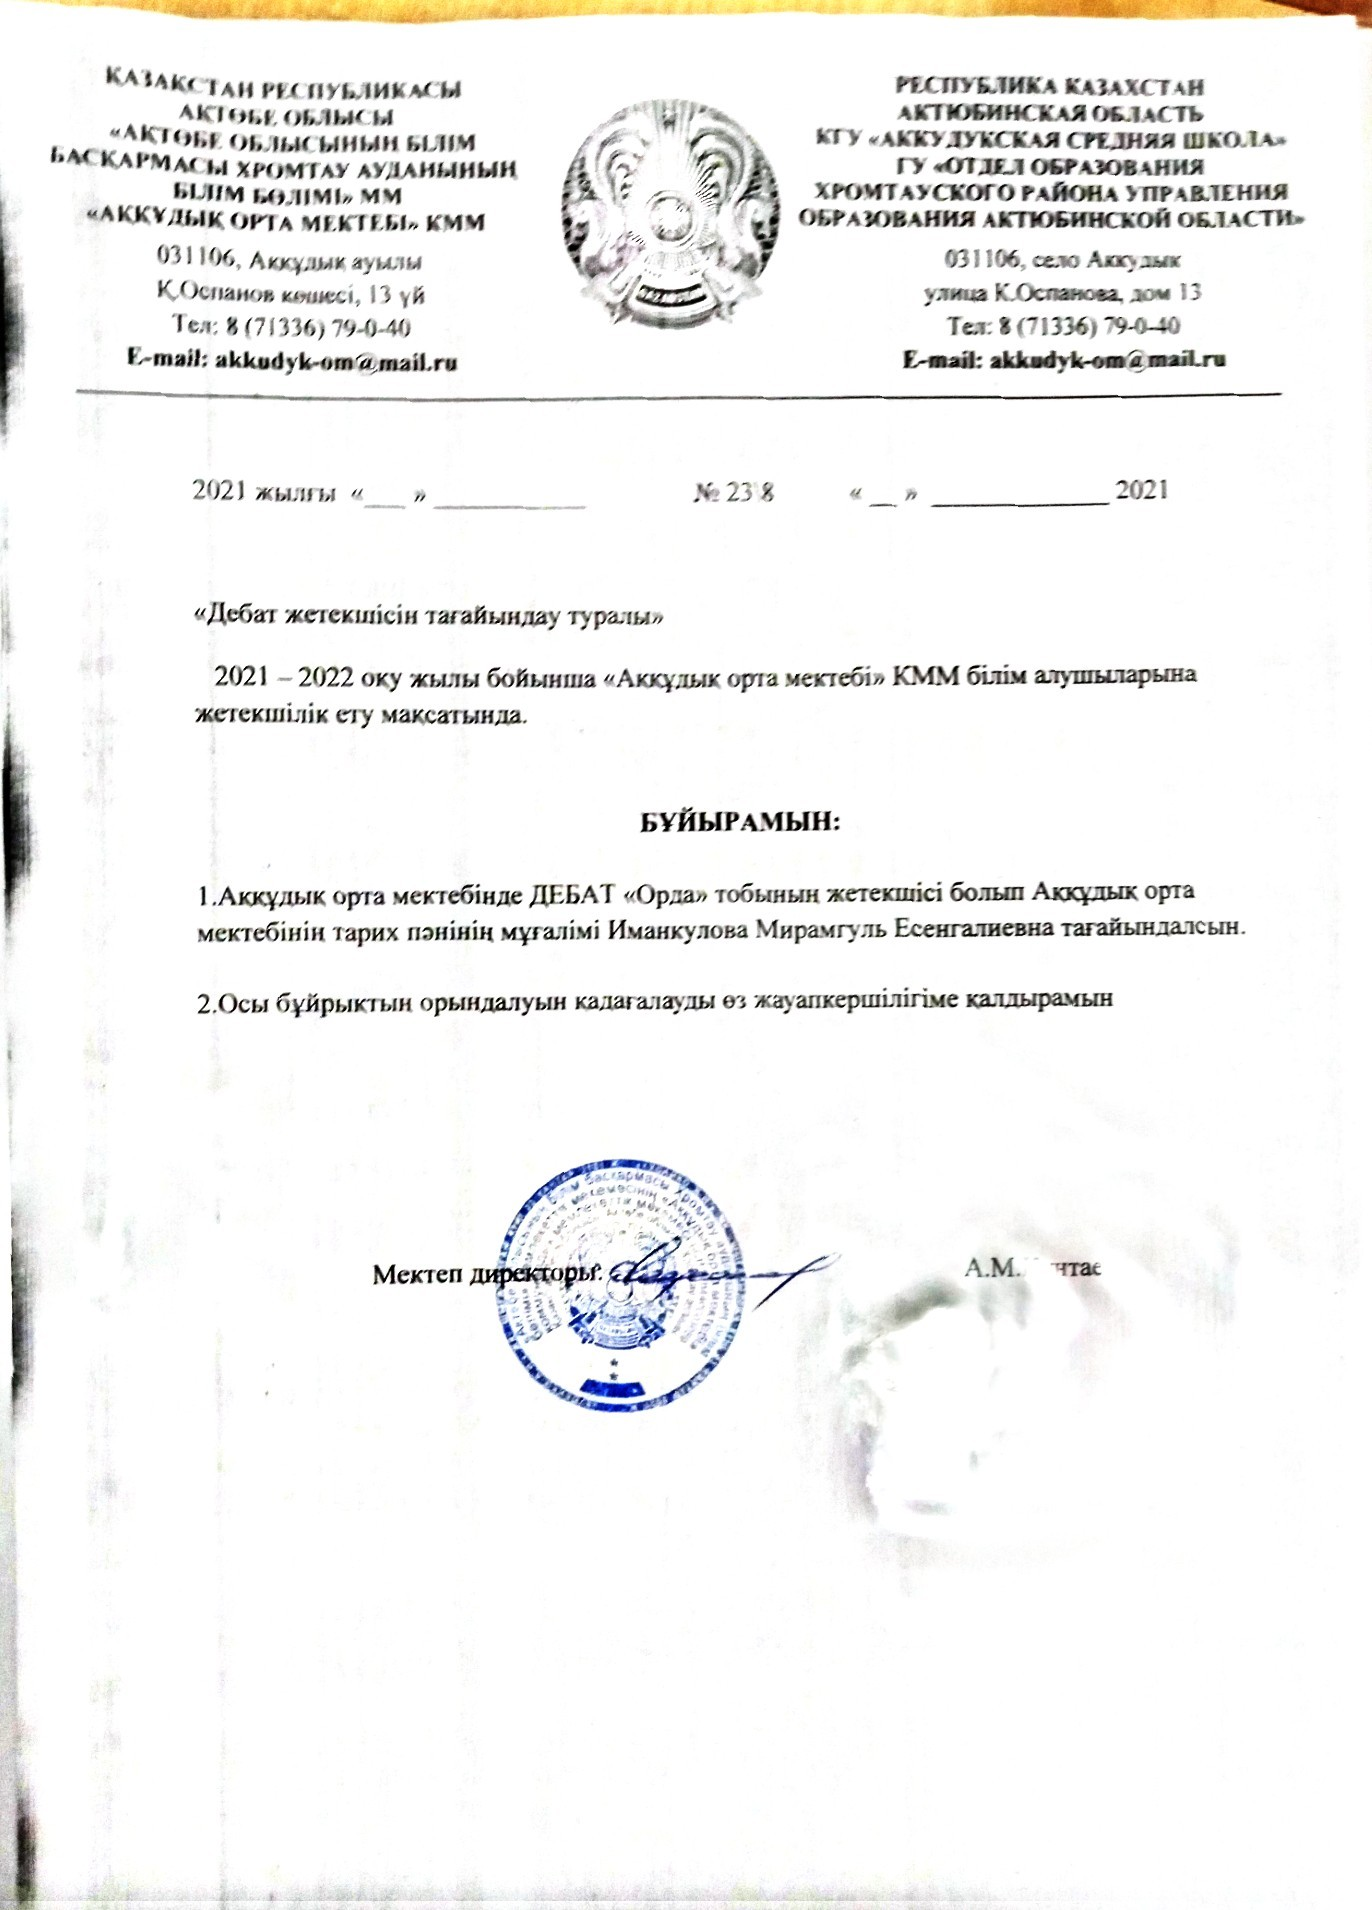 ҚАЗАҚСТАН РЕСПУБЛИКАСЫ
АҚТӨБЕ ОБЛЫСЫ
«АҚТӨБЕ ОБЛЫСЫНЫҢ БІЛІМ
БАСҚАРМАСЫ ХРОМТАУ АУДАНЫНЫҢ
БІЛІМ БӨЛІМІ» ММ
«АҚҚҰДЫҚ ОРТА МЕКТЕБІ» КММ
031106, Аққұдық ауылы
Қ.Оспанов көшесі, 13 үй
Тел: 8 (71336) 79-0-40
E-mail: akkudyk-om@mail.ru
РЕСПУБЛИКА КАЗАХСТАН
АКТЮБИНСКАЯ ОБЛАСТЬ
КГУ «АККУДУКСКАЯ СРЕДНЯЯ ШКОЛА»
ГУ «ОТДЕЛ ОБРАЗОВАНИЯ
ХРОМТАУСКОГО РАЙОНА УПРАВЛЕНИЯ
ОБРАЗОВАНИЯ АКТЮБИНСКОЙ ОБЛАСТИ»
031106, село Аккудык
улица К.Оспанова, дом 13
Тел: 8 (71336) 79-0-40
E-mail: akkudyk-om@mail.ru
2021 жылғы «___ » ___________ № 23\8 « __ » _____________ 2021
«Дебат жетекшісін тағайындау туралы»
2021 – 2022 оқу жылы бойынша «Аққұдық орта мектебі» КММ білім алушыларына
жетекшілік ету мақсатында.
БҰЙЫРАМЫН:
1.Аққұдық орта мектебінде ДЕБАТ «Орда» тобының жетекшісі болып Аққұдық орта
мектебінің тарих пәнінің мұғалімі Иманкулова Мирамгуль Есенгалиевна тағайындалсын.
2.Осы бұйрықтың орындалуын қадағалауды өз жауапкершілігіме қалдырамын
Мектеп директоры: А.М.